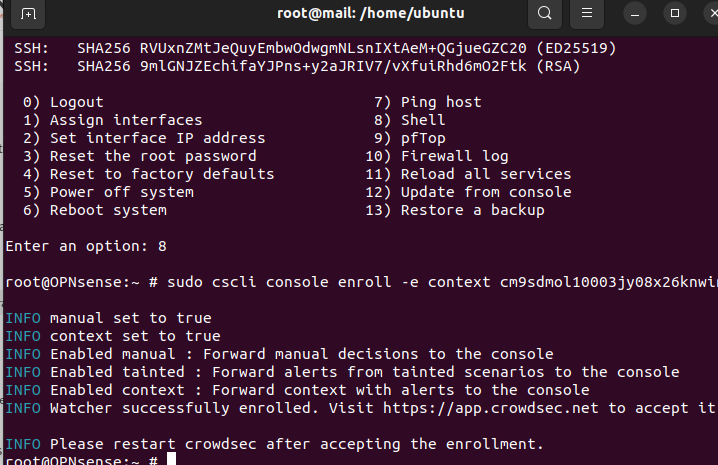 root@mail: /home/ubuntu
SSH: SHA256 RVUxnZMtJeQuyEmbwOdwgmNLsnIXtAeM+QGjueGZC20 (ED25519)
SSH: SHA256 9mlGNJZEchifaYJPns+y2aJRIV7/vXfuiRhd6mO2Ftk (RSA)
0) Logout 7) Ping host
1) Assign interfaces 8) Shell
2) Set interface IP address 9) pfTop
3) Reset the root password 10) Firewall log
4) Reset to factory defaults 11) Reload all services
5) Power off system 12) Update from console
6) Reboot system 13) Restore a backup
Enter an option: 8
root@OPNsense:~ # sudo cscli console enroll -e context cm9sdmol10003jy08x26knwi
INFO manual set to true
INFO context set to true
INFO Enabled manual : Forward manual decisions to the console
INFO Enabled tainted : Forward alerts from tainted scenarios to the console
INFO Enabled context : Forward context with alerts to the console
INFO Watcher successfully enrolled. Visit https://app.crowdsec.net to accept it
INFO Please restart crowdsec after accepting the enrollment.
root@OPNsense:~ #